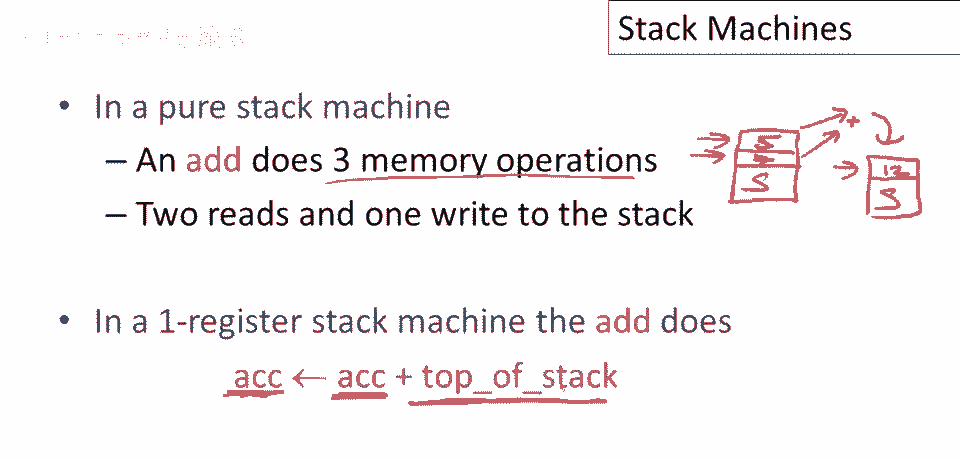 Stack Machines
• In a pure stack machine
– An add does 3 memory operations
– Two reads and one write to the stack
5
+
7
12
S
S
• In a 1-register stack machine the add does
acc ← acc + top_of_stack